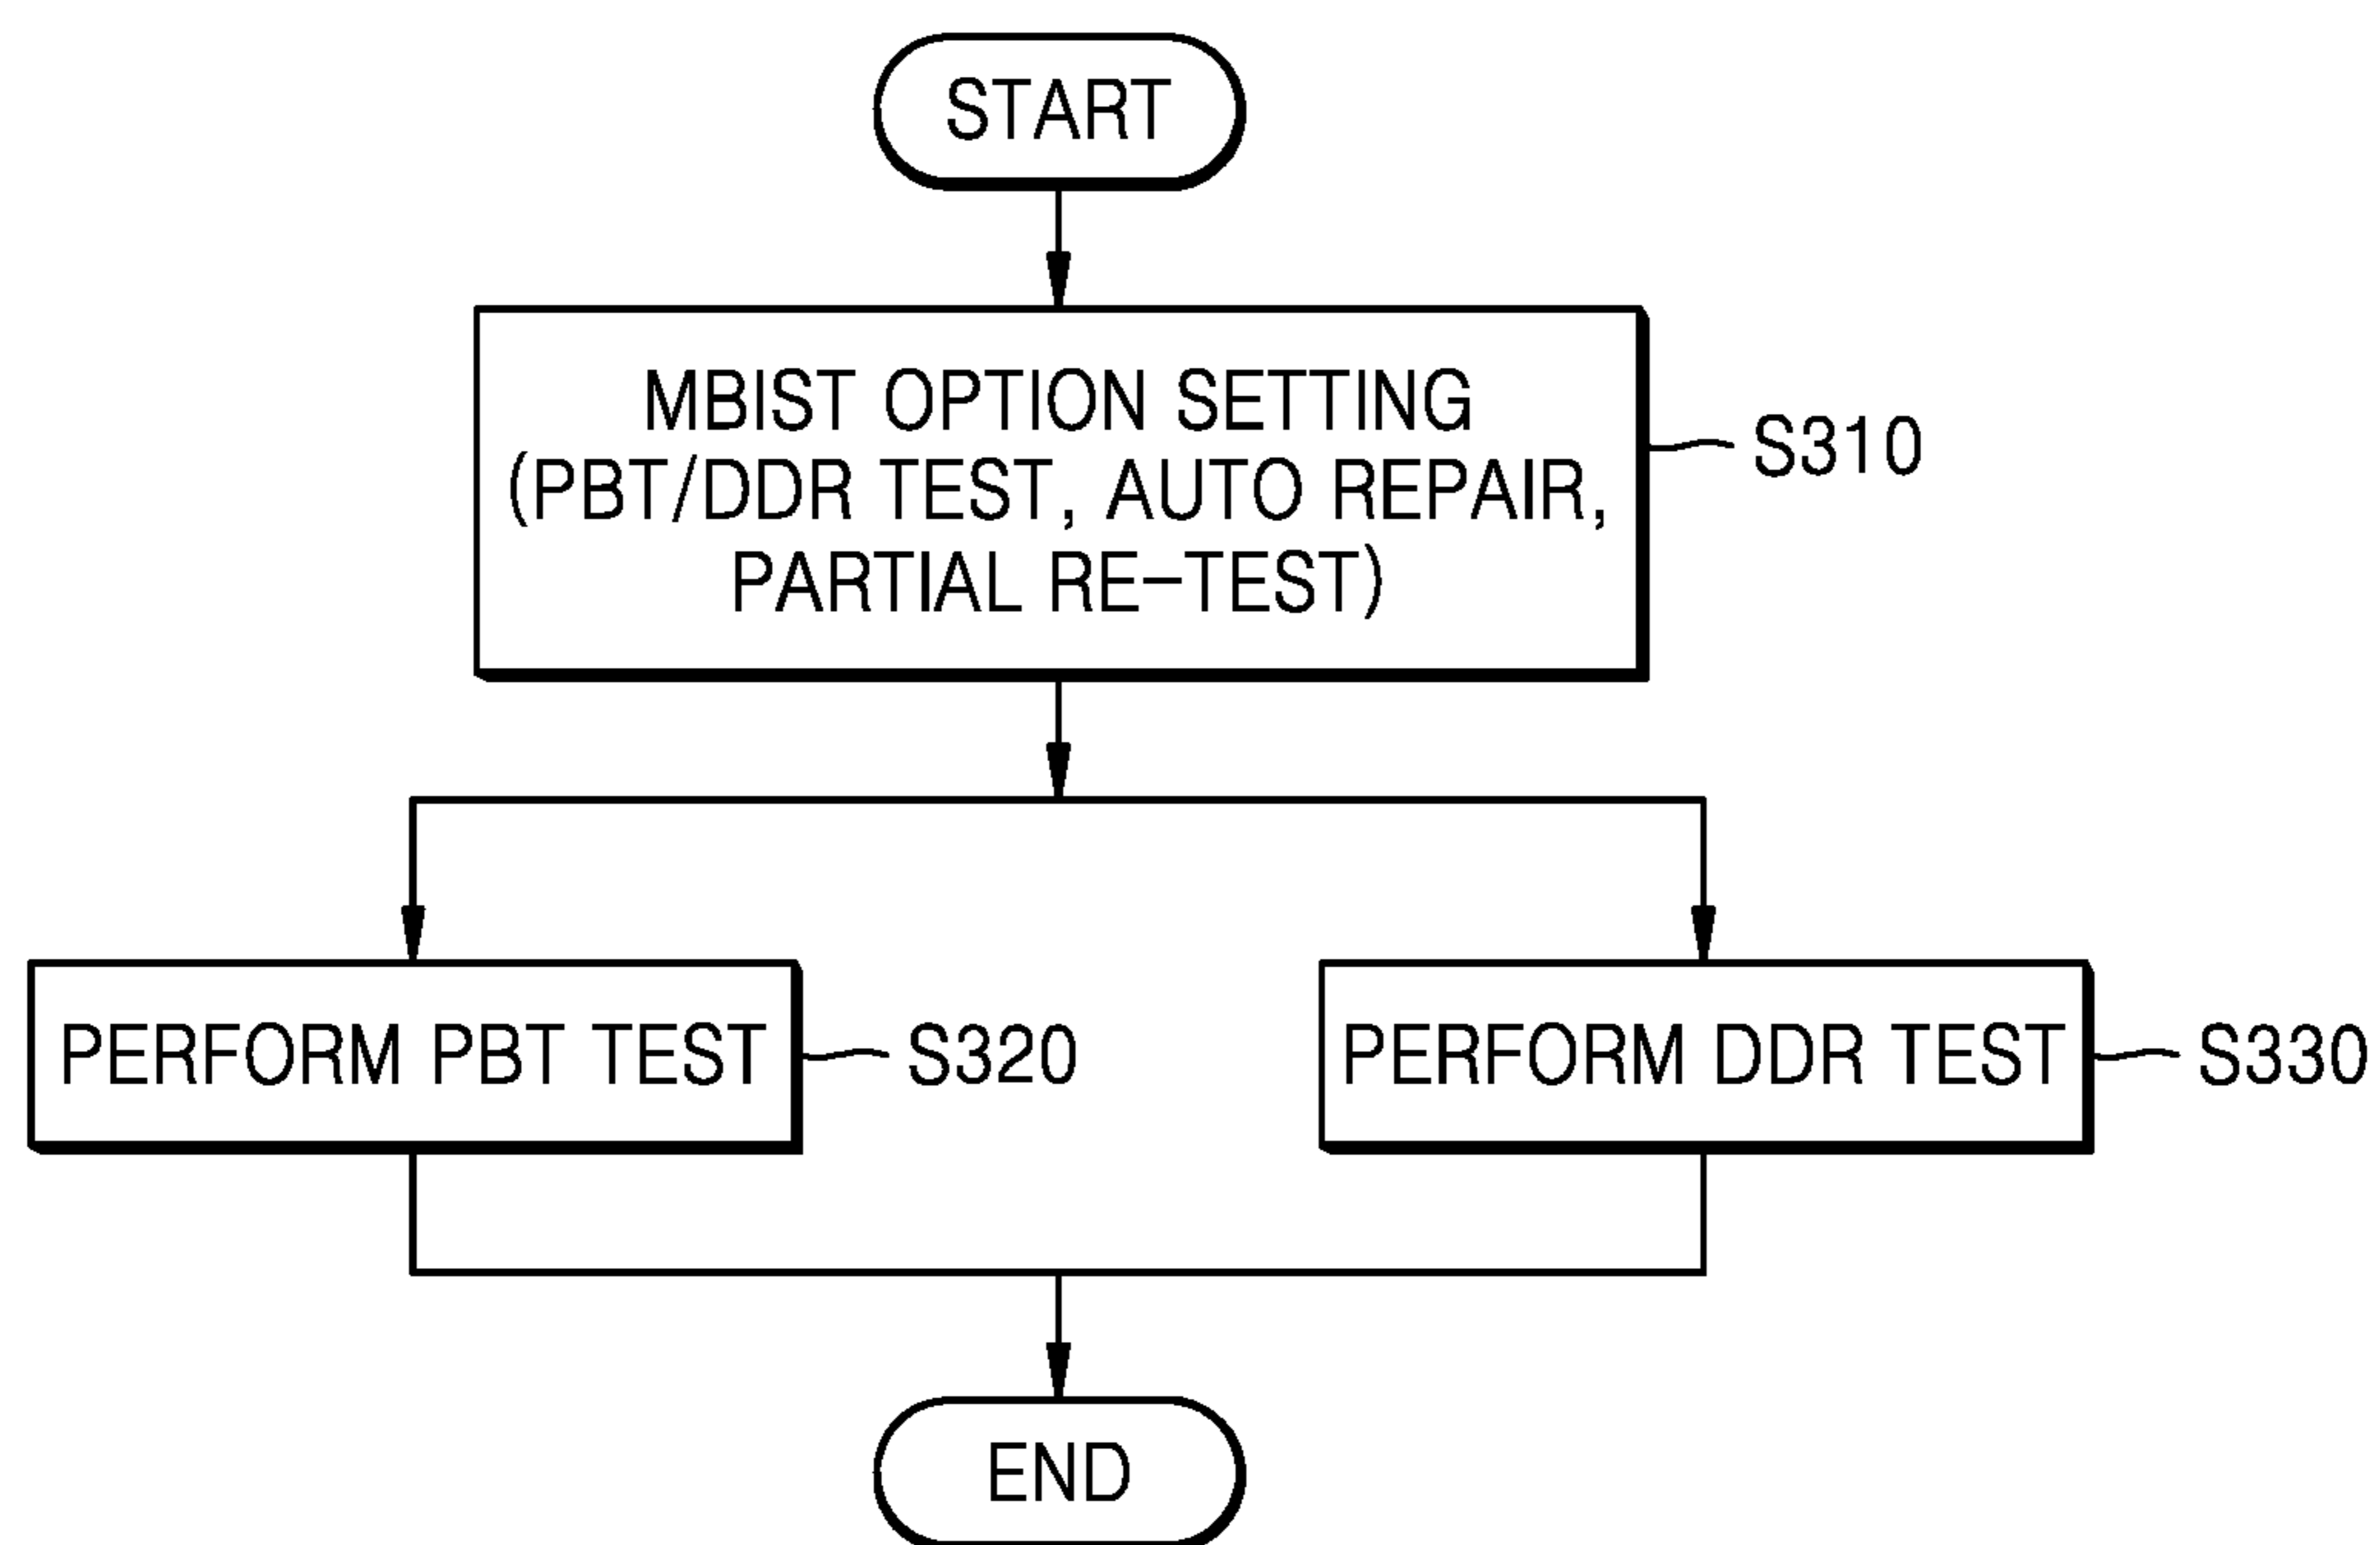 START
MBIST OPTION SETTING
(PBT/DDR TEST, AUTO REPAIR,
PARTIAL RE-TEST)
S310
PERFORM PBT TEST
S320
PERFORM DDR TEST
S330
END